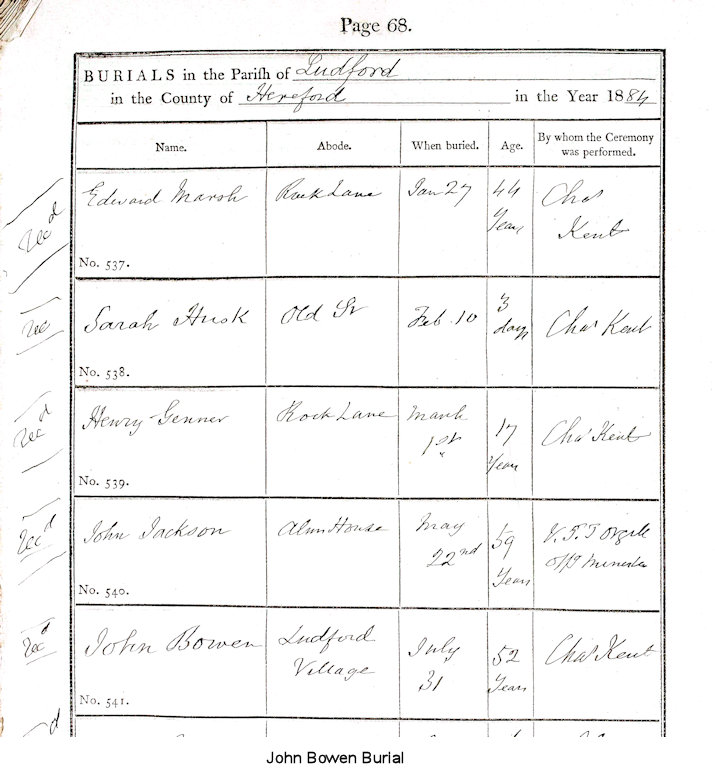 Page 68.
BURIALS in the Parish of Ludford
in the County of Hereford in the Year 1884
Name.
Abode.
When buried.
Age.
By whom the Ceremony
was performed.
Recd
Edward Marsh
Rock Lane
Jan 27
44
Years
Chas
Kent
No. 537.
Rec
Sarah Husk
Old St
Feb. 10
3
days
Chas Kent
No. 538.
Recd
Henry Genner
Rock Lane
March
1st
17
Years
Chas Kent
No. 539.
Recd
John Jackson
Alms House
May
22nd
59
Years
Offg Minister
No. 540.
Recd
John Bowen
Ludford
Village
July
31
52
Years
Chas Kent
No. 541.
d
John Bowen Burial